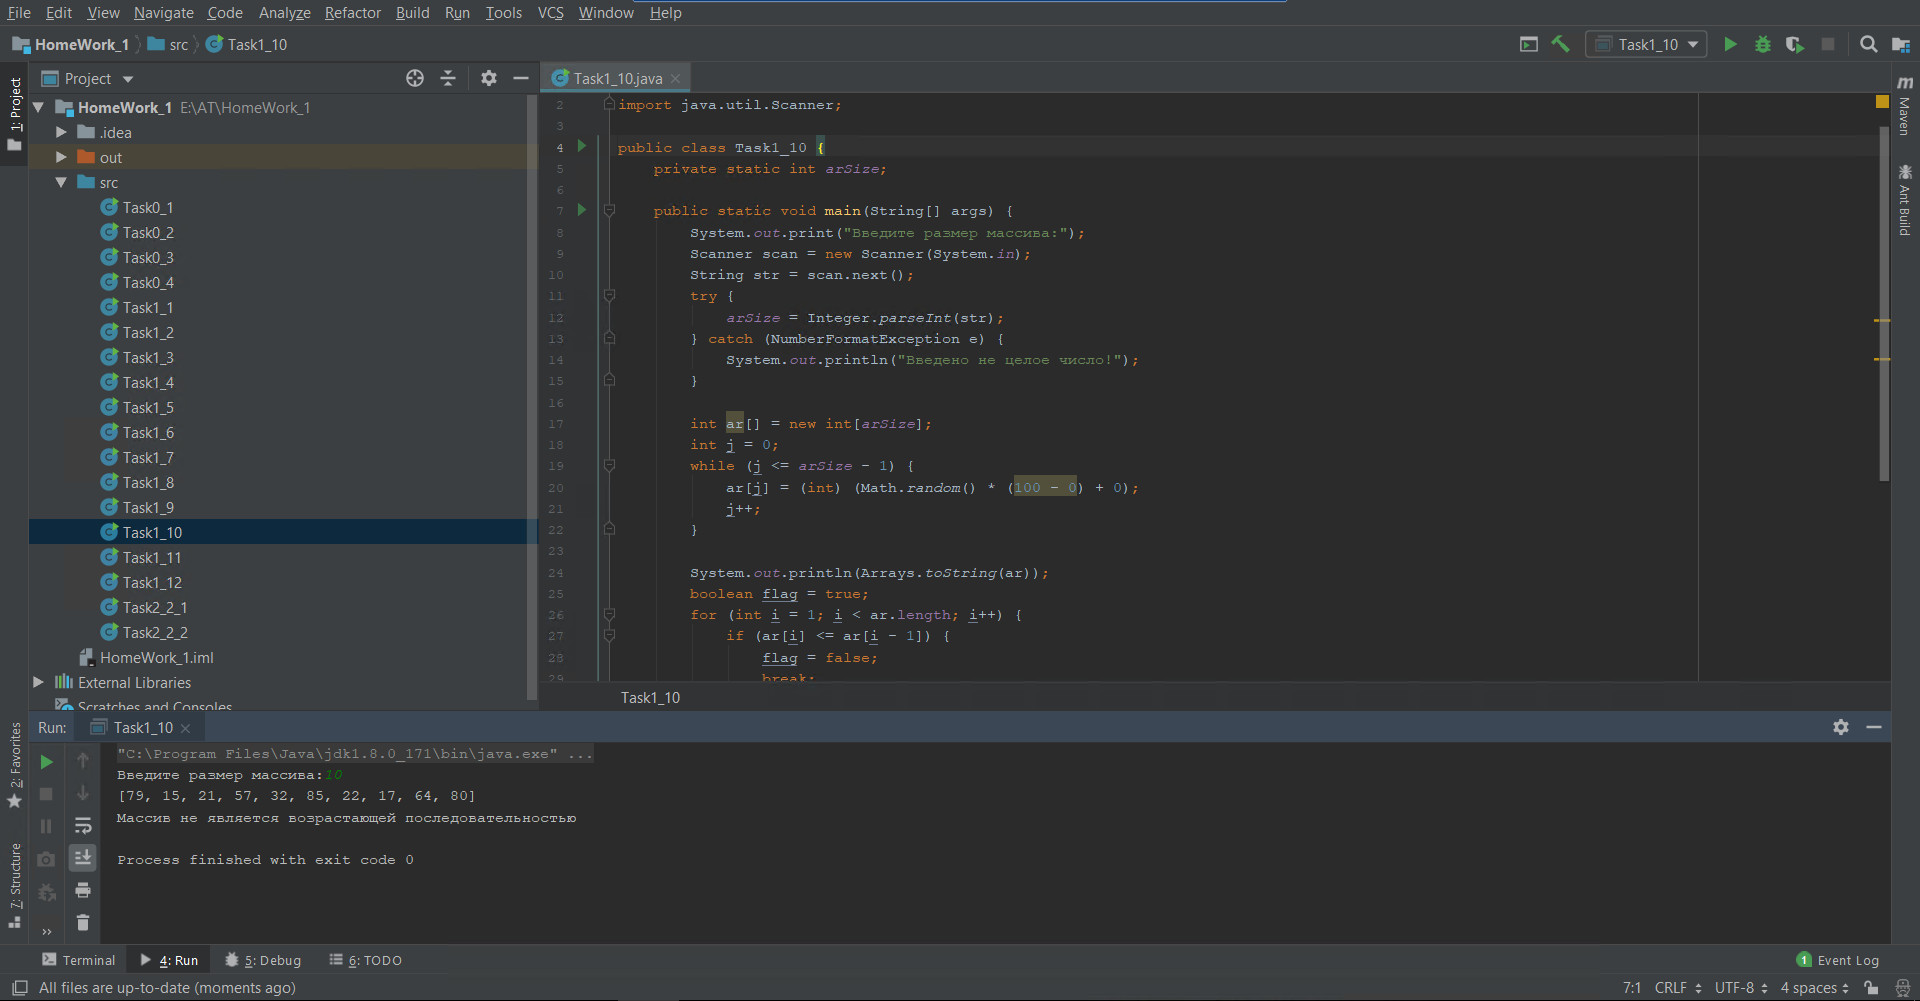 File Edit View Navigate Code Analyze Refactor Build Run Tools VCS Window Help
HomeWork_1 src Task1_10 Task1_10
1: Project
Project
HomeWork_1 E:\AT\HomeWork_1
.idea
out
src
Task0_1
Task0_2
Task0_3
Task0_4
Task1_1
Task1_2
Task1_3
Task1_4
Task1_5
Task1_6
Task1_7
Task1_8
Task1_9
Task1_10
Task1_11
Task1_12
Task2_2_1
Task2_2_2
HomeWork_1.iml
External Libraries
Scratches and Consoles
Task1_10.java
2 import java.util.Scanner;
3
4 public class Task1_10 {
5 private static int arSize;
6
7 public static void main(String[] args) {
8 System.out.print("Введите размер массива:");
9 Scanner scan = new Scanner(System.in);
10 String str = scan.next();
11 try {
12 arSize = Integer.parseInt(str);
13 } catch (NumberFormatException e) {
14 System.out.println("Введено не целое число!");
15 }
16
17 int ar[] = new int[arSize];
18 int j = 0;
19 while (j <= arSize - 1) {
20 ar[j] = (int) (Math.random() * (100 - 0) + 0);
21 j++;
22 }
23
24 System.out.println(Arrays.toString(ar));
25 boolean flag = true;
26 for (int i = 1; i < ar.length; i++) {
27 if (ar[i] <= ar[i - 1]) {
28 flag = false;
29 break;
Task1_10
m Maven
Ant Build
2: Favorites
7: Structure
Run: Task1_10
"C:\Program Files\Java\jdk1.8.0_171\bin\java.exe" ...
Введите размер массива:10
[79, 15, 21, 57, 32, 85, 22, 17, 64, 80]
Массив не является возрастающей последовательностью
Process finished with exit code 0
»
Terminal 4: Run 5: Debug 6: TODO 1 Event Log
All files are up-to-date (moments ago) 7:1 CRLF UTF-8 4 spaces